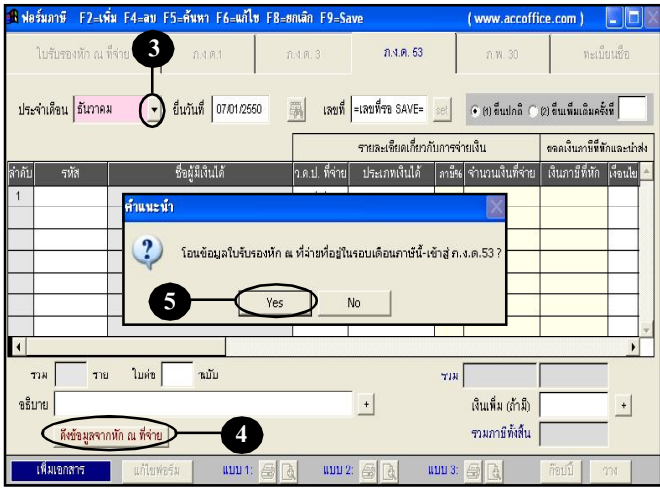 ฟอร์มภาษี F2=เพิ่ม F4=ลบ F5=ค้นหา F6=แก้ไข F8=ยกเลิก F9=Save ( www.accoffice.com )
ใบรับรองหัก ณ ที่จ่าย ภ.ง.ด.1 ภ.ง.ด. 3 ภ.ง.ด. 53 ภ.พ. 30 ทะเบียนชื่อ
3
ประจำเดือน ธันวาคม ยื่นวันที่ 07/01/2550 เลขที่ =เลขที่รอ SAVE= set (1) ยื่นปกติ (2) ยื่นเพิ่มเติมครั้งที่
รายละเอียดเกี่ยวกับการจ่ายเงิน ยอดเงินภาษีที่หักและนำส่ง
ลำดับ รหัส ชื่อผู้มีเงินได้ ว.ด.ป. ที่จ่าย ประเภทเงินได้ ภาษี% จำนวนเงินที่จ่าย เงินภาษีที่หัก เงื่อนไข
1
คำแนะนำ
โอนข้อมูลใบรับรองหัก ณ ที่จ่ายที่อยู่ในรอบเดือนภาษีนี้-เข้าสู่ ภ.ง.ด.53 ?
5 Yes No
รวม ราย ใบต่อ ฉบับ รวม
อธิบาย + เงินเพิ่ม (ถ้ามี) +
ดึงข้อมูลจากหัก ณ ที่จ่าย 4 รวมภาษีทั้งสิ้น
เพิ่มเอกสาร แก้ไขฟอร์ม แบบ 1: แบบ 2: แบบ 3: ก๊อปปี้ วาง